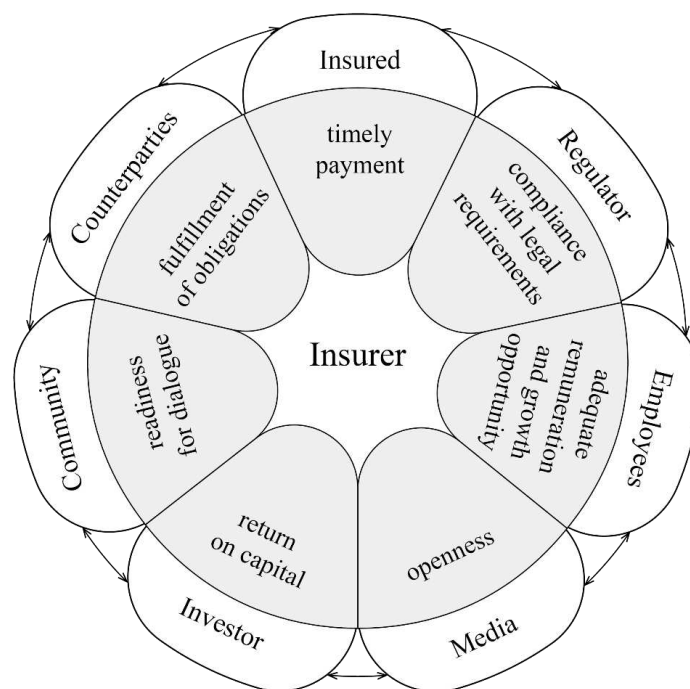 Insured
timely
payment
Regulator
compliance
with legal
requirements
Employees
adequate
remuneration
and growth
opportunity
Media
openness
Investor
return
on capital
Community
readiness
for dialogue
Counterparties
fulfillment
of obligations
Insurer